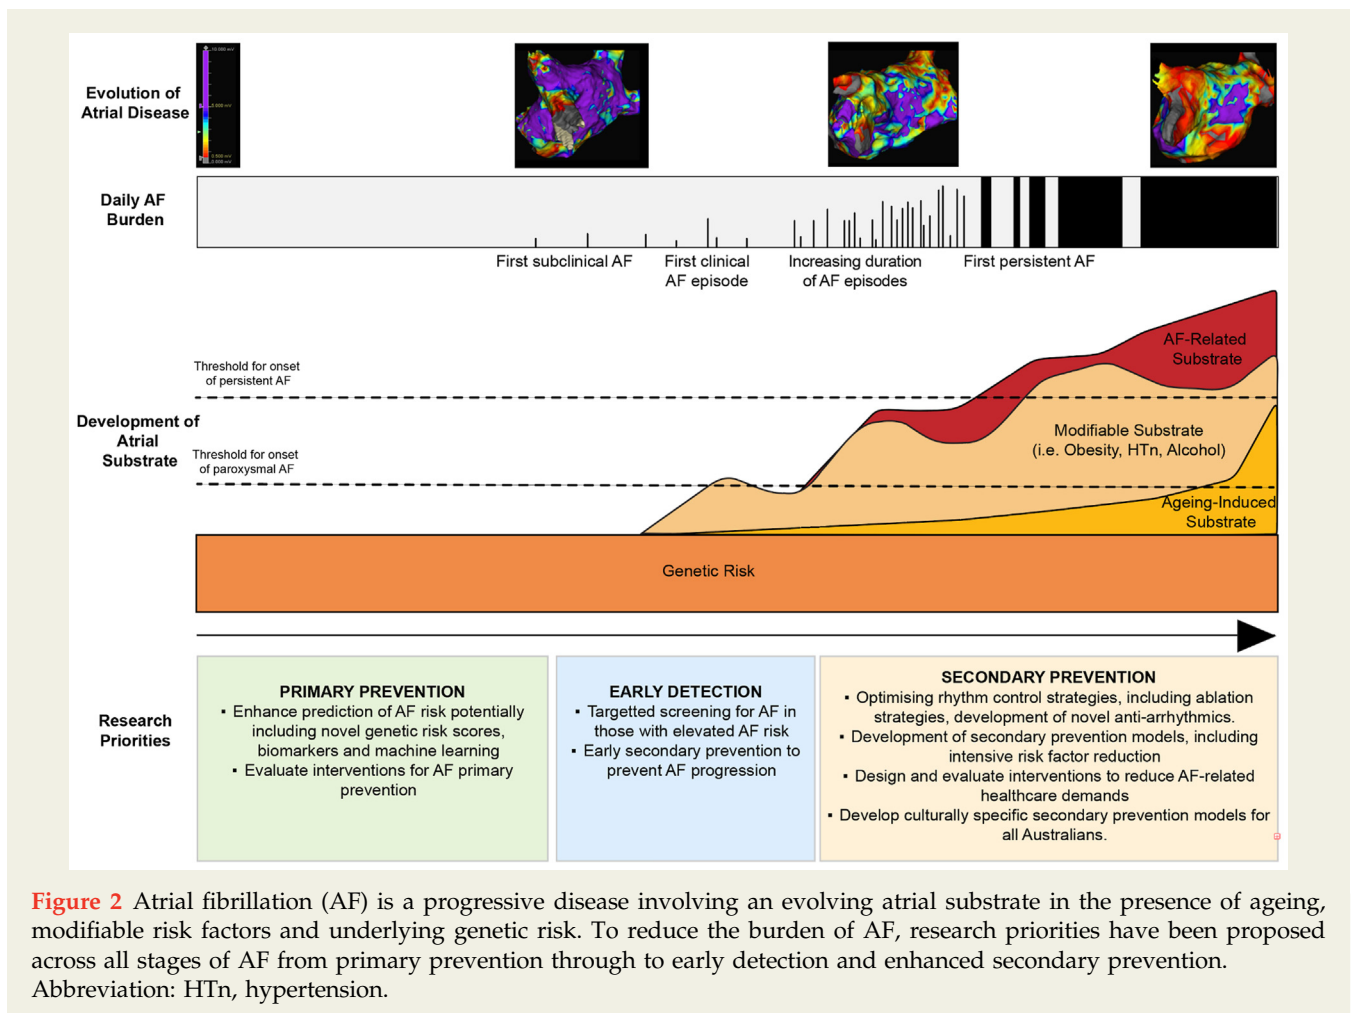 Evolution of
Atrial Disease
Daily AF
Burden
First subclinical AF
First clinical
AF episode
Increasing duration
of AF episodes
First persistent AF
Threshold for onset
of persistent AF
Development of
Atrial
Substrate
Threshold for onset
of paroxysmal AF
AF-Related
Substrate
Modifiable Substrate
(i.e. Obesity, HTn, Alcohol)
Ageing-Induced
Substrate
Genetic Risk
Research
Priorities
PRIMARY PREVENTION
▪ Enhance prediction of AF risk potentially
including novel genetic risk scores,
biomarkers and machine learning
▪ Evaluate interventions for AF primary
prevention
EARLY DETECTION
▪ Targetted screening for AF in
those with elevated AF risk
▪ Early secondary prevention to
prevent AF progression
SECONDARY PREVENTION
▪ Optimising rhythm control strategies, including ablation
strategies, development of novel anti-arrhythmics.
▪ Development of secondary prevention models, including
intensive risk factor reduction
▪ Design and evaluate interventions to reduce AF-related
healthcare demands
▪ Develop culturally specific secondary prevention models for
all Australians.
Figure 2 Atrial fibrillation (AF) is a progressive disease involving an evolving atrial substrate in the presence of ageing,
modifiable risk factors and underlying genetic risk. To reduce the burden of AF, research priorities have been proposed
across all stages of AF from primary prevention through to early detection and enhanced secondary prevention.
Abbreviation: HTn, hypertension.